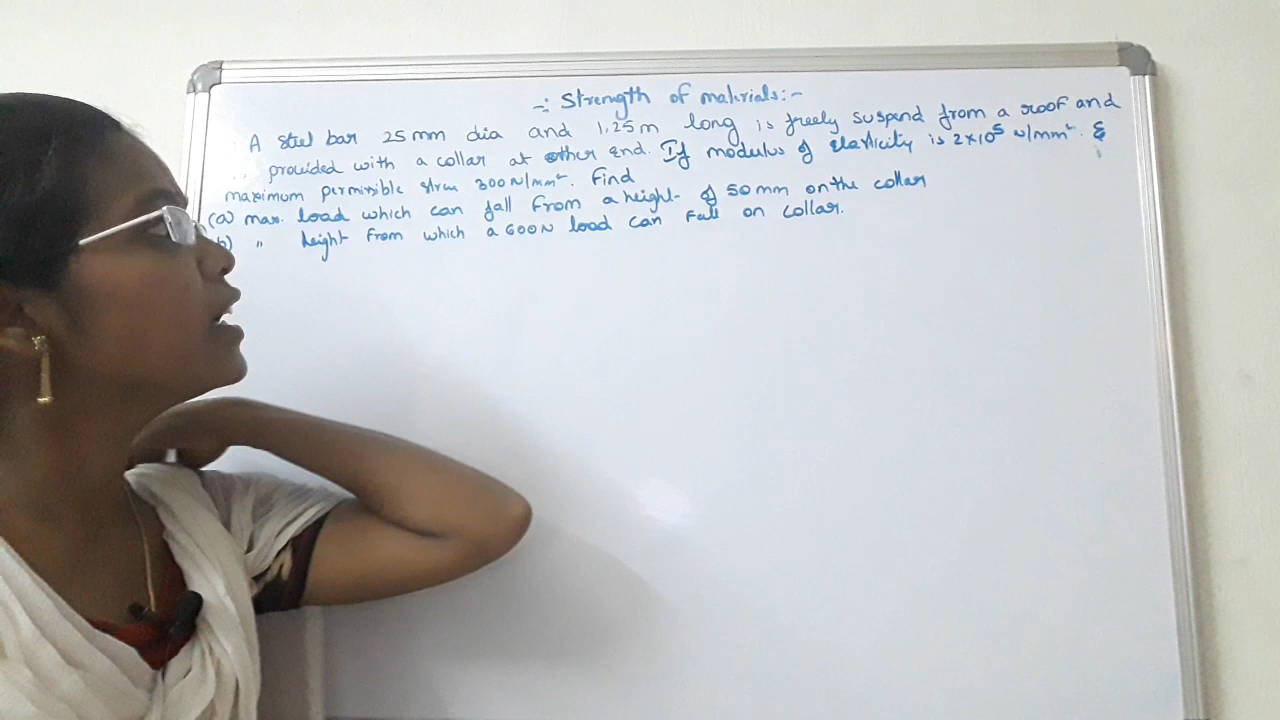 -: Strength of materials:-
A steel bar 25mm dia and 1.25m long is freely suspend from a roof and
provided with a collar at other end. If modulus of elasticity is 2×10⁵ N/mm². &
maximum permissible stress 300N/mm². Find
(a) max. load which can fall from a height of 50mm on the collar
b) " height from which a 600N load can Fall on collar.